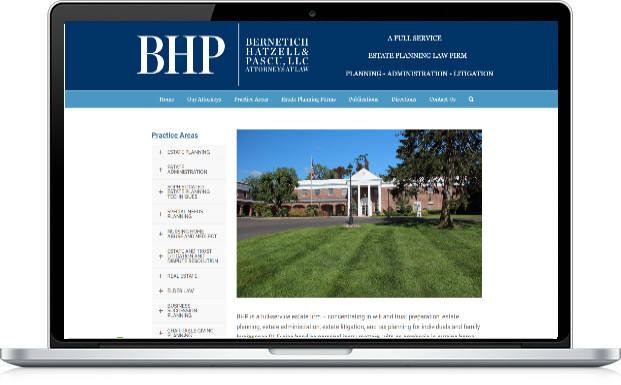 BHP
BERNETICH
HATZELL &
PASCU, LLC
ATTORNEYS AT LAW
A FULL SERVICE
ESTATE PLANNING LAW FIRM
PLANNING - ADMINISTRATION - LITIGATION
Home Our Attorneys Practice Areas Estate Planning Forms Publications Directions Contact Us
Practice Areas
+ ESTATE PLANNING
+ ESTATE
ADMINISTRATION
+ SOPHISTICATED
ESTATE PLANNING
TECHNIQUES
+ SPECIAL NEEDS
PLANNING
+ NURSING HOME
ABUSE AND NEGLECT
+ ESTATE AND TRUST
LITIGATION AND
DISPUTE RESOLUTION
+ REAL ESTATE
+ ELDER LAW
+ BUSINESS
SUCCESSION
PLANNING
+ CHARITABLE GIVING
PLANNING
BHP is a full-service estate firm – concentrating in will and trust preparation, estate
planning, estate administration, estate litigation, and tax planning for individuals and family